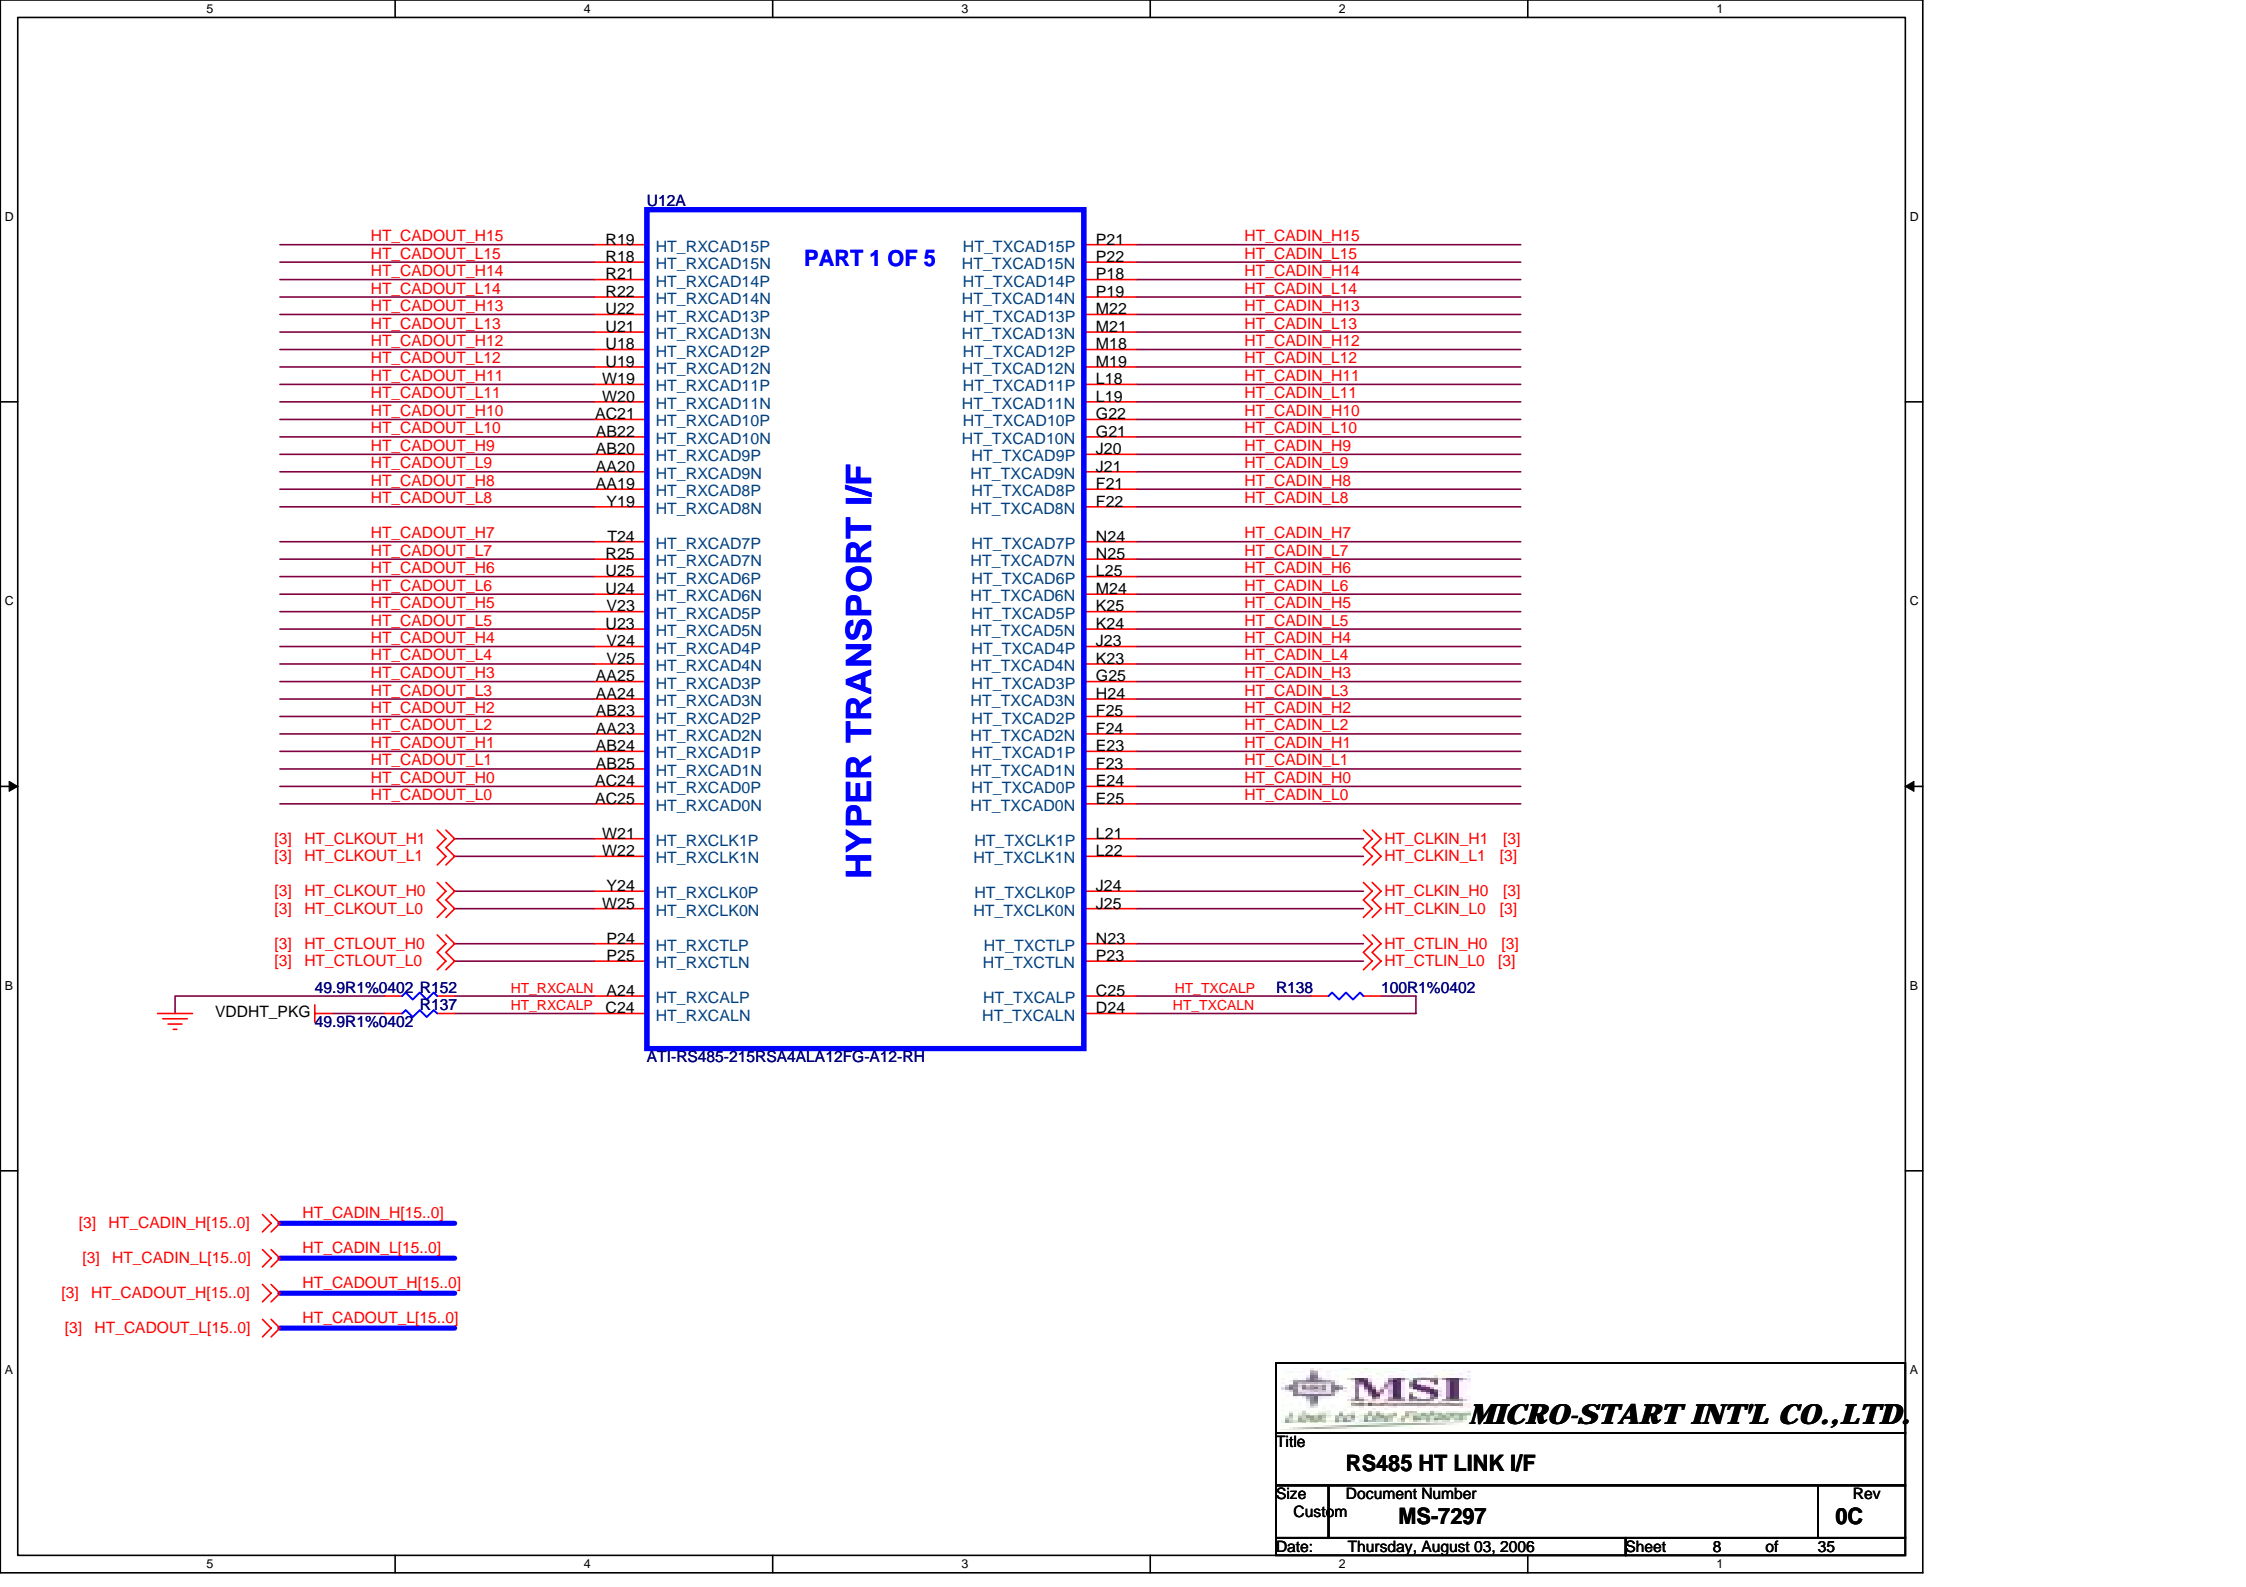 5 4 3 2 1
U12A
D D
PART 1 OF 5
HT_CADOUT_H15 R19 HT_RXCAD15P HT_TXCAD15P P21 HT_CADIN_H15
HT_CADOUT_L15 R18 HT_RXCAD15N HT_TXCAD15N P22 HT_CADIN_L15
HT_CADOUT_H14 R21 HT_RXCAD14P HT_TXCAD14P P18 HT_CADIN_H14
HT_CADOUT_L14 R22 HT_RXCAD14N HT_TXCAD14N P19 HT_CADIN_L14
HT_CADOUT_H13 U22 HT_RXCAD13P HT_TXCAD13P M22 HT_CADIN_H13
HT_CADOUT_L13 U21 HT_RXCAD13N HT_TXCAD13N M21 HT_CADIN_L13
HT_CADOUT_H12 U18 HT_RXCAD12P HT_TXCAD12P M18 HT_CADIN_H12
HT_CADOUT_L12 U19 HT_RXCAD12N HT_TXCAD12N M19 HT_CADIN_L12
HT_CADOUT_H11 W19 HT_RXCAD11P HT_TXCAD11P L18 HT_CADIN_H11
HT_CADOUT_L11 W20 HT_RXCAD11N HT_TXCAD11N L19 HT_CADIN_L11
HT_CADOUT_H10 AC21 HT_RXCAD10P HT_TXCAD10P G22 HT_CADIN_H10
HT_CADOUT_L10 AB22 HT_RXCAD10N HT_TXCAD10N G21 HT_CADIN_L10
HT_CADOUT_H9 AB20 HT_RXCAD9P HT_TXCAD9P J20 HT_CADIN_H9
HT_CADOUT_L9 AA20 HT_RXCAD9N HT_TXCAD9N J21 HT_CADIN_L9
HT_CADOUT_H8 AA19 HT_RXCAD8P HT_TXCAD8P F21 HT_CADIN_H8
HT_CADOUT_L8 Y19 HT_RXCAD8N HT_TXCAD8N F22 HT_CADIN_L8
HYPER TRANSPORT I/F
HT_CADOUT_H7 T24 HT_RXCAD7P HT_TXCAD7P N24 HT_CADIN_H7
HT_CADOUT_L7 R25 HT_RXCAD7N HT_TXCAD7N N25 HT_CADIN_L7
HT_CADOUT_H6 U25 HT_RXCAD6P HT_TXCAD6P L25 HT_CADIN_H6
HT_CADOUT_L6 U24 HT_RXCAD6N HT_TXCAD6N M24 HT_CADIN_L6
C C
HT_CADOUT_H5 V23 HT_RXCAD5P HT_TXCAD5P K25 HT_CADIN_H5
HT_CADOUT_L5 U23 HT_RXCAD5N HT_TXCAD5N K24 HT_CADIN_L5
HT_CADOUT_H4 V24 HT_RXCAD4P HT_TXCAD4P J23 HT_CADIN_H4
HT_CADOUT_L4 V25 HT_RXCAD4N HT_TXCAD4N K23 HT_CADIN_L4
HT_CADOUT_H3 AA25 HT_RXCAD3P HT_TXCAD3P G25 HT_CADIN_H3
HT_CADOUT_L3 AA24 HT_RXCAD3N HT_TXCAD3N H24 HT_CADIN_L3
HT_CADOUT_H2 AB23 HT_RXCAD2P HT_TXCAD2P F25 HT_CADIN_H2
HT_CADOUT_L2 AA23 HT_RXCAD2N HT_TXCAD2N F24 HT_CADIN_L2
HT_CADOUT_H1 AB24 HT_RXCAD1P HT_TXCAD1P E23 HT_CADIN_H1
HT_CADOUT_L1 AB25 HT_RXCAD1N HT_TXCAD1N F23 HT_CADIN_L1
HT_CADOUT_H0 AC24 HT_RXCAD0P HT_TXCAD0P E24 HT_CADIN_H0
HT_CADOUT_L0 AC25 HT_RXCAD0N HT_TXCAD0N E25 HT_CADIN_L0
[3] HT_CLKOUT_H1 W21 HT_RXCLK1P HT_TXCLK1P L21 HT_CLKIN_H1 [3]
[3] HT_CLKOUT_L1 W22 HT_RXCLK1N HT_TXCLK1N L22 HT_CLKIN_L1 [3]
[3] HT_CLKOUT_H0 Y24 HT_RXCLK0P HT_TXCLK0P J24 HT_CLKIN_H0 [3]
[3] HT_CLKOUT_L0 W25 HT_RXCLK0N HT_TXCLK0N J25 HT_CLKIN_L0 [3]
[3] HT_CTLOUT_H0 P24 HT_RXCTLP HT_TXCTLP N23 HT_CTLIN_H0 [3]
[3] HT_CTLOUT_L0 P25 HT_RXCTLN HT_TXCTLN P23 HT_CTLIN_L0 [3]
B B
49.9R1%0402 R152 HT_RXCALN A24 HT_RXCALP HT_TXCALP C25 HT_TXCALP R138 100R1%0402
VDDHT_PKG R137 HT_RXCALP C24 HT_RXCALN HT_TXCALN D24 HT_TXCALN
49.9R1%0402
ATI-RS485-215RSA4ALA12FG-A12-RH
[3] HT_CADIN_H[15..0] HT_CADIN_H[15..0]
[3] HT_CADIN_L[15..0] HT_CADIN_L[15..0]
[3] HT_CADOUT_H[15..0] HT_CADOUT_H[15..0]
[3] HT_CADOUT_L[15..0] HT_CADOUT_L[15..0]
A A
MSI
Link to the Future
MICRO-START INT'L CO.,LTD.
Title
RS485 HT LINK I/F
Size Document Number Rev
Custom MS-7297 0C
Date: Thursday, August 03, 2006 Sheet 8 of 35
5 4 3 2 1